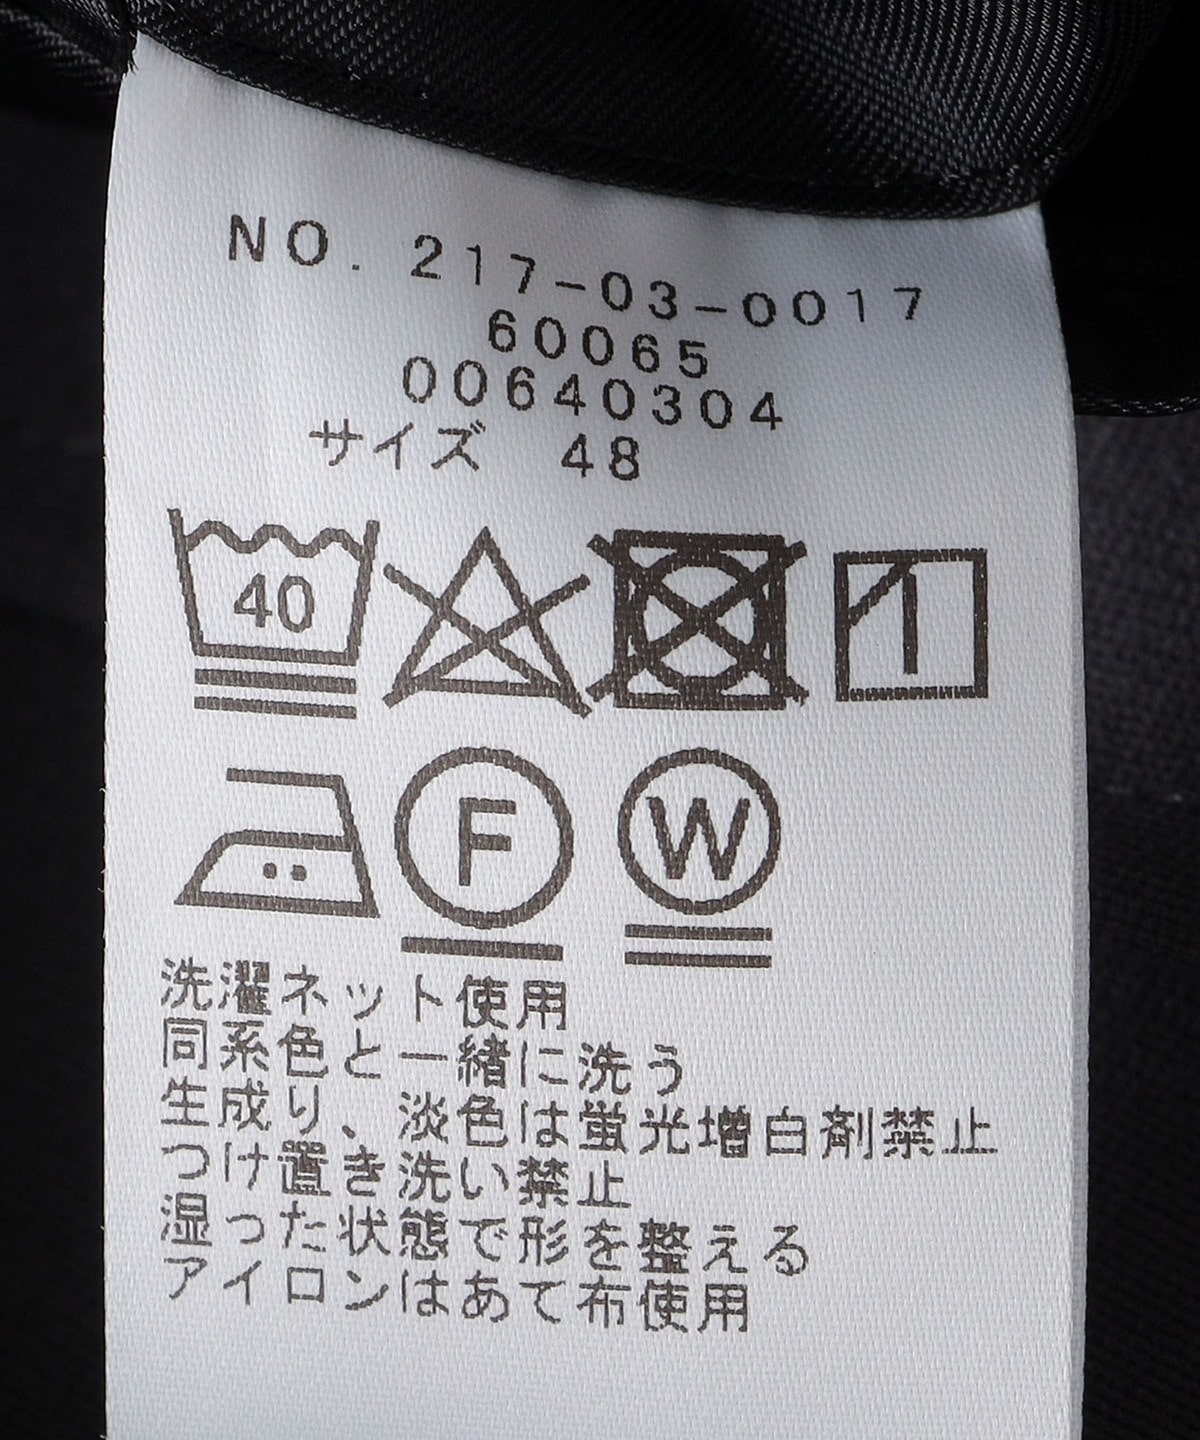 NO. 217-03-0017
60065
00640304
サイズ 48
40
F W
洗濯ネット使用
同系色と一緒に洗う
生成り、淡色は蛍光増白剤禁止
つけ置き洗い禁止
湿った状態で形を整える
アイロンはあて布使用